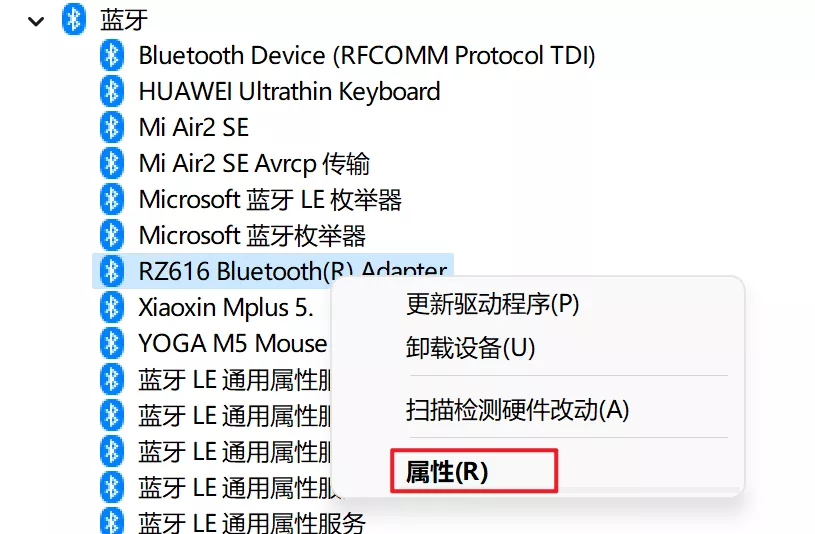 蓝牙
Bluetooth Device (RFCOMM Protocol TDI)
HUAWEI Ultrathin Keyboard
Mi Air2 SE
Mi Air2 SE Avrcp 传输
Microsoft 蓝牙 LE 枚举器
Microsoft 蓝牙枚举器
RZ616 Bluetooth(R) Adapter
Xiaoxin Mplus 5.
更新驱动程序(P)
YOGA M5 Mouse
卸载设备(U)
蓝牙 LE 通用属性服
蓝牙 LE 通用属性服
扫描检测硬件改动(A)
蓝牙 LE 通用属性服
属性(R)
蓝牙 LE 通用属性服
蓝牙 LE 通用属性服务